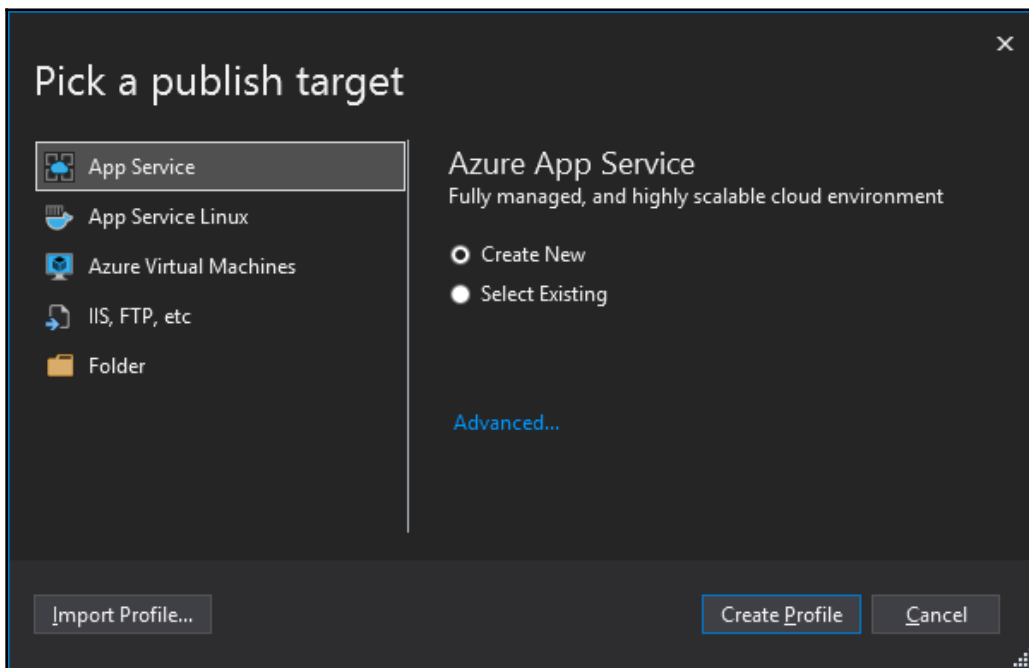 Pick a publish target
App Service
App Service Linux
Azure Virtual Machines
IIS, FTP, etc
Folder
Azure App Service
Fully managed, and highly scalable cloud environment
Create New
Select Existing
Advanced...
Import Profile...
Create Profile
Cancel